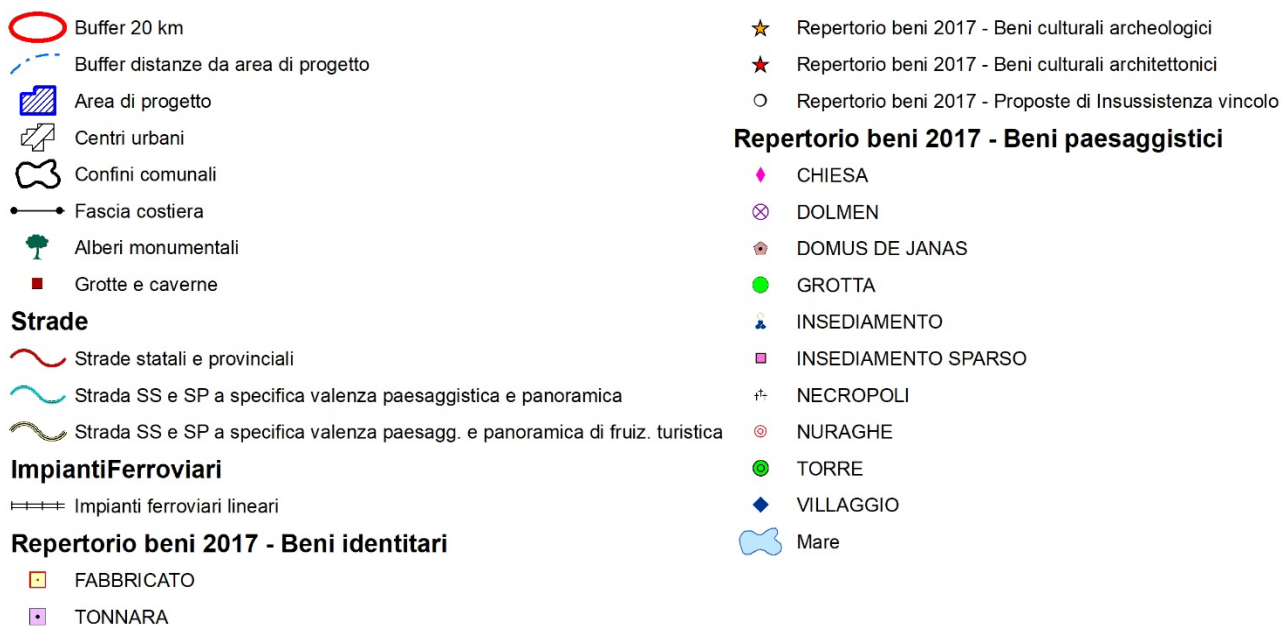 Buffer 20 km
Buffer distanze da area di progetto
Area di progetto
Centri urbani
Confini comunali
Fascia costiera
Alberi monumentali
Grotte e caverne
Strade
Strade statali e provinciali
Strada SS e SP a specifica valenza paesaggistica e panoramica
Strada SS e SP a specifica valenza paesagg. e panoramica di fruiz. turistica
ImpiantiFerroviari
Impianti ferroviari lineari
Repertorio beni 2017 - Beni identitari
FABBRICATO
TONNARA
Repertorio beni 2017 - Beni culturali archeologici
Repertorio beni 2017 - Beni culturali architettonici
Repertorio beni 2017 - Proposte di Insussistenza vincolo
Repertorio beni 2017 - Beni paesaggistici
CHIESA
DOLMEN
DOMUS DE JANAS
GROTTA
INSEDIAMENTO
INSEDIAMENTO SPARSO
NECROPOLI
NURAGHE
TORRE
VILLAGGIO
Mare